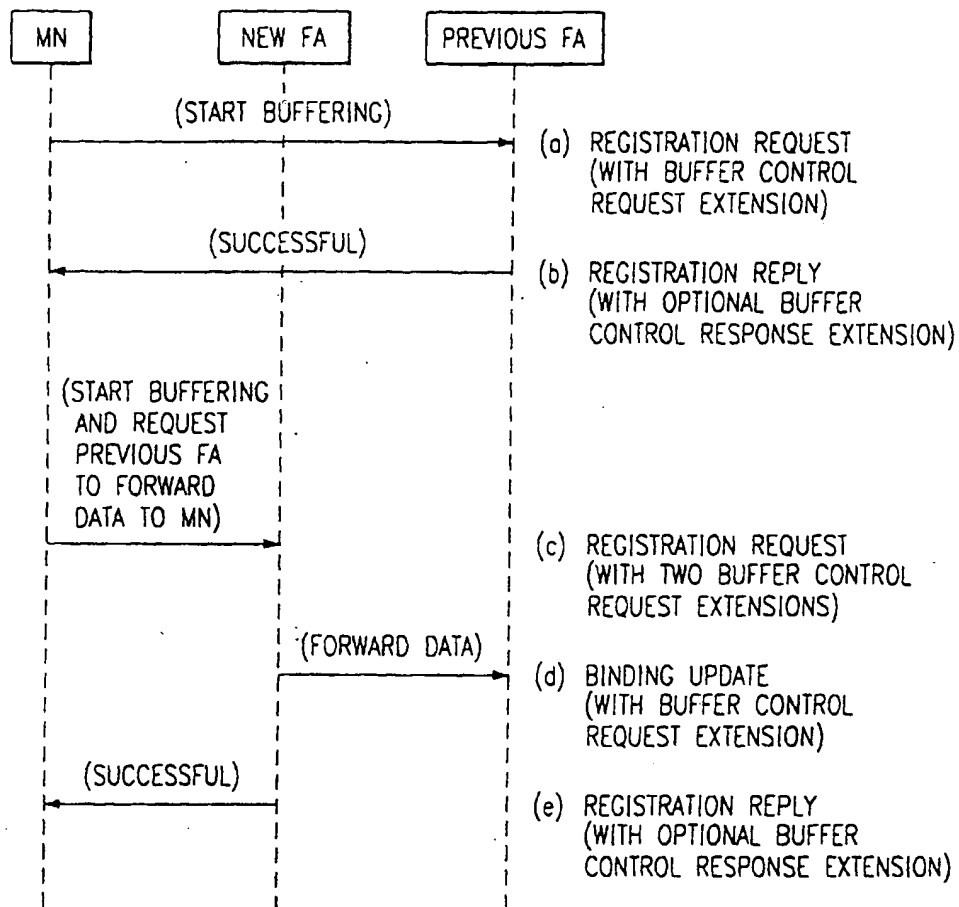 MN
NEW FA
PREVIOUS FA
(START BUFFERING)
(a) REGISTRATION REQUEST
(WITH BUFFER CONTROL
REQUEST EXTENSION)
(SUCCESSFUL)
(b) REGISTRATION REPLY
(WITH OPTIONAL BUFFER
CONTROL RESPONSE EXTENSION)
(START BUFFERING
AND REQUEST
PREVIOUS FA
TO FORWARD
DATA TO MN)
(c) REGISTRATION REQUEST
(WITH TWO BUFFER CONTROL
REQUEST EXTENSIONS)
(FORWARD DATA)
(d) BINDING UPDATE
(WITH BUFFER CONTROL
REQUEST EXTENSION)
(SUCCESSFUL)
(e) REGISTRATION REPLY
(WITH OPTIONAL BUFFER
CONTROL RESPONSE EXTENSION)